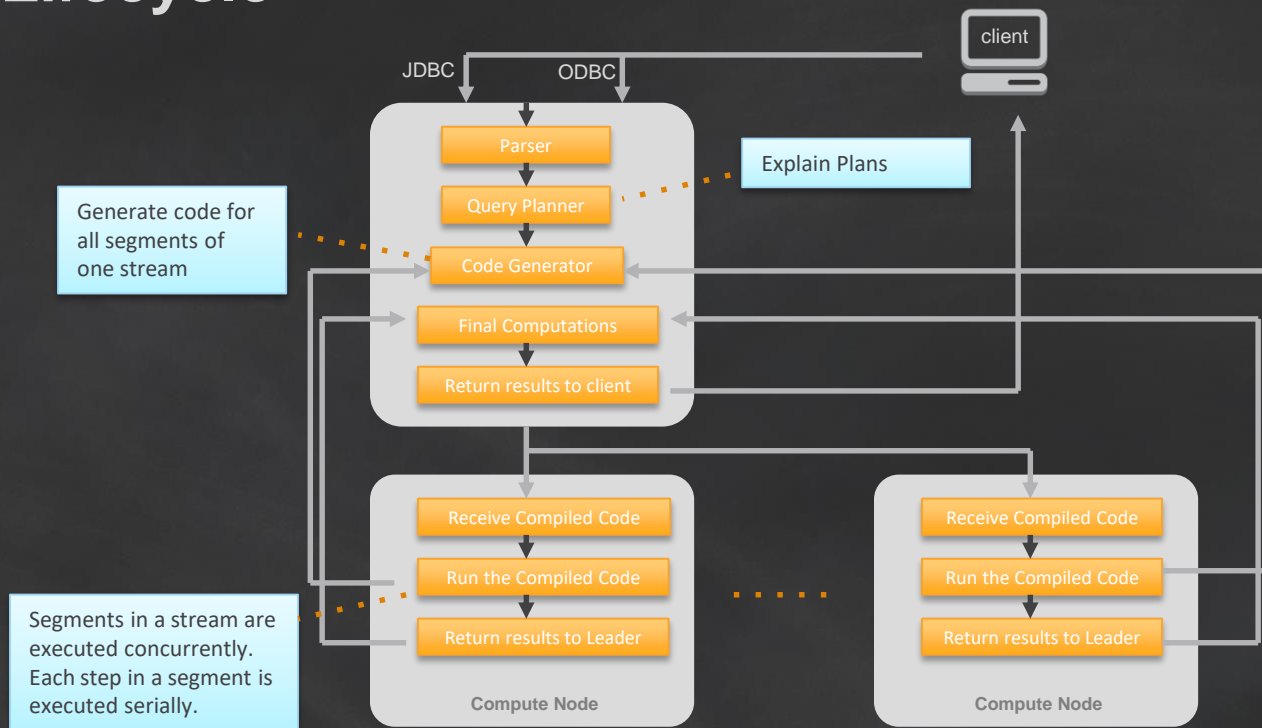 client
JDBC
ODBC
Parser
Explain Plans
Query Planner
Generate code for
all segments of
one stream
Code Generator
Final Computations
Return results to client
Receive Compiled Code
Run the Compiled Code
Return results to Leader
Compute Node
Receive Compiled Code
Run the Compiled Code
Return results to Leader
Compute Node
Segments in a stream are
executed concurrently.
Each step in a segment is
executed serially.